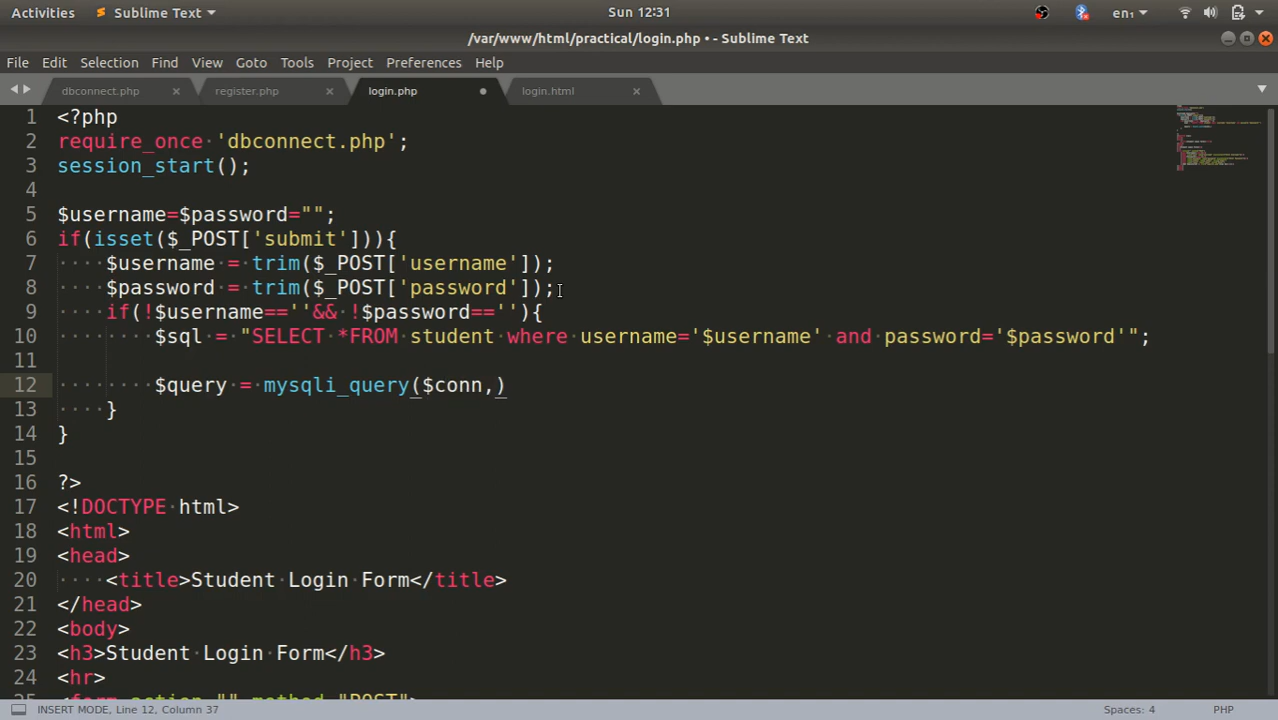 Activities Sublime Text Sun 12:31 en₁
/var/www/html/practical/login.php • - Sublime Text
File Edit Selection Find View Goto Tools Project Preferences Help
dbconnect.php × register.php × login.php • login.html ×
1 <?php
2 require_once 'dbconnect.php';
3 session_start();
4
5 $username=$password="";
6 if(isset($_POST['submit'])){
7 $username = trim($_POST['username']);
8 $password = trim($_POST['password']);
9 if(!$username==''&& !$password==''){
10 $sql = "SELECT *FROM student where username='$username' and password='$password'";
11
12 $query = mysqli_query($conn,)
13 }
14 }
15
16 ?>
17 <!DOCTYPE html>
18 <html>
19 <head>
20 <title>Student Login Form</title>
21 </head>
22 <body>
23 <h3>Student Login Form</h3>
24 <hr>
25 <form action="" method="POST">
INSERT MODE, Line 12, Column 37 Spaces: 4 PHP